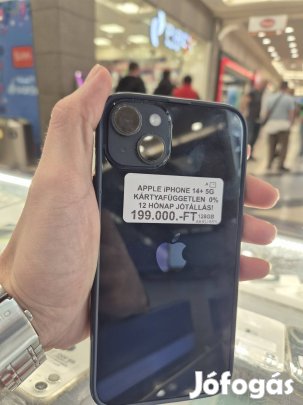 APPLE iPHONE 14+ 5G
KÁRTYAFÜGGETLEN 0%
12 HÓNAP JÓTÁLLÁS!
199.000.-FT 128GB
Jófogás